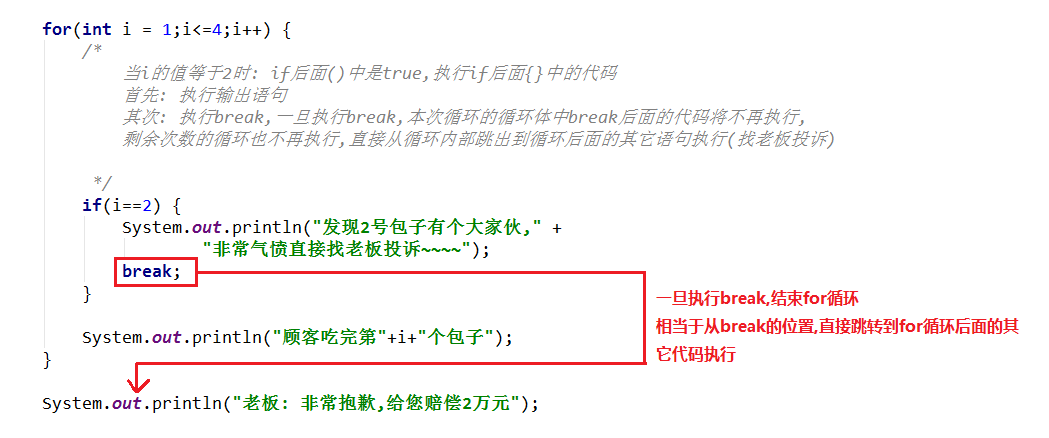 for(int i = 1;i<=4;i++) {
/*
当i的值等于2时: if后面()中是true,执行if后面{}中的代码
首先: 执行输出语句
其次: 执行break,一旦执行break,本次循环的循环体中break后面的代码将不再执行,
剩余次数的循环也不再执行,直接从循环内部跳出到循环后面的其它语句执行(找老板投诉)
*/
if(i==2) {
System.out.println("发现2号包子有个大家伙," +
"非常气愤直接找老板投诉~~~~");
break;
}
一旦执行break,结束for循环
相当于从break的位置,直接跳转到for循环后面的其
它代码执行
System.out.println("顾客吃完第"+i+"个包子");
}
System.out.println("老板: 非常抱歉,给您赔偿2万元");